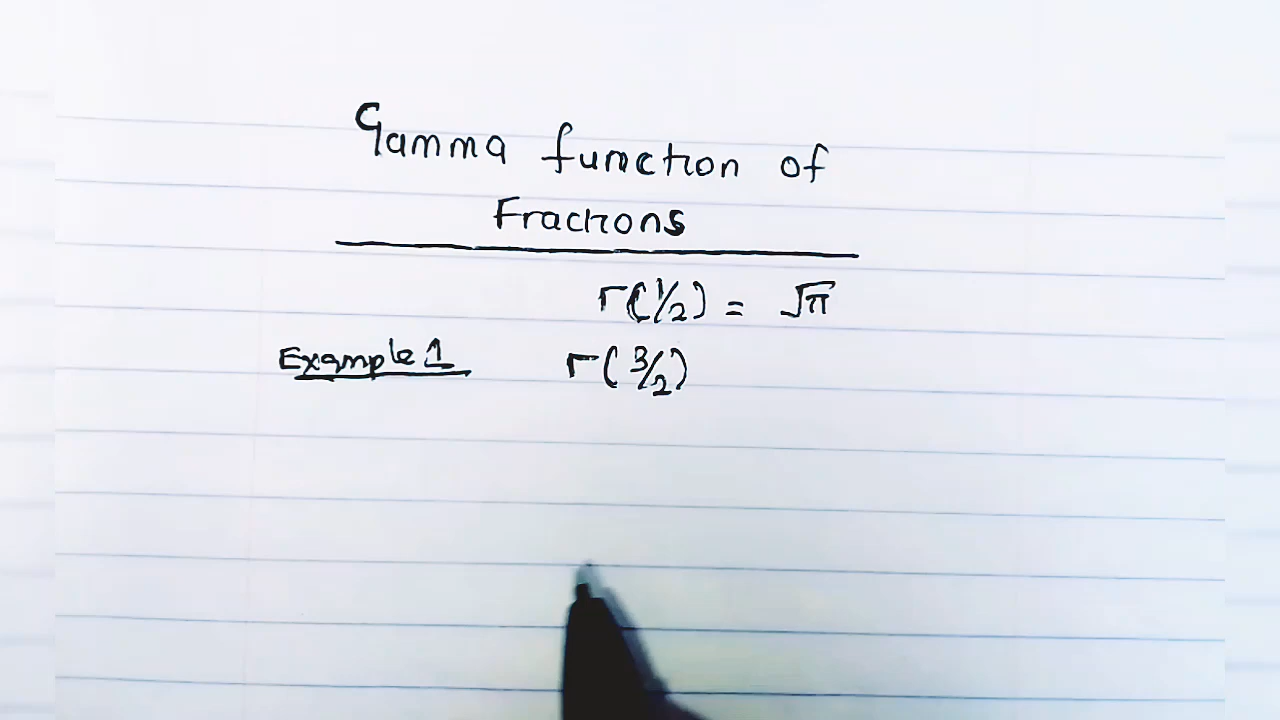 Gamma function of
Fractions
Γ(1/2) = √π
Example 1 Γ(3/2)